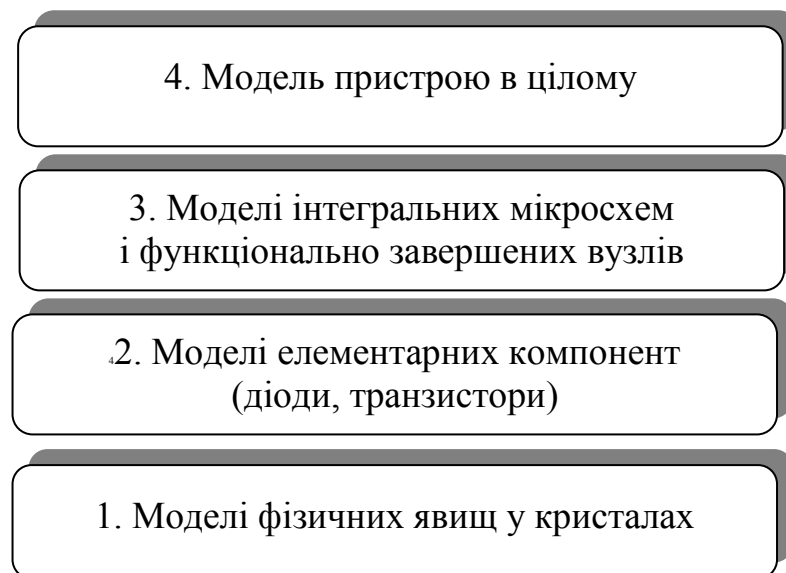 4. Модель пристрою в цілому
3. Моделі інтегральних мікросхем
і функціонально завершених вузлів
42. Моделі елементарних компонент
(діоди, транзистори)
1. Моделі фізичних явищ у кристалах